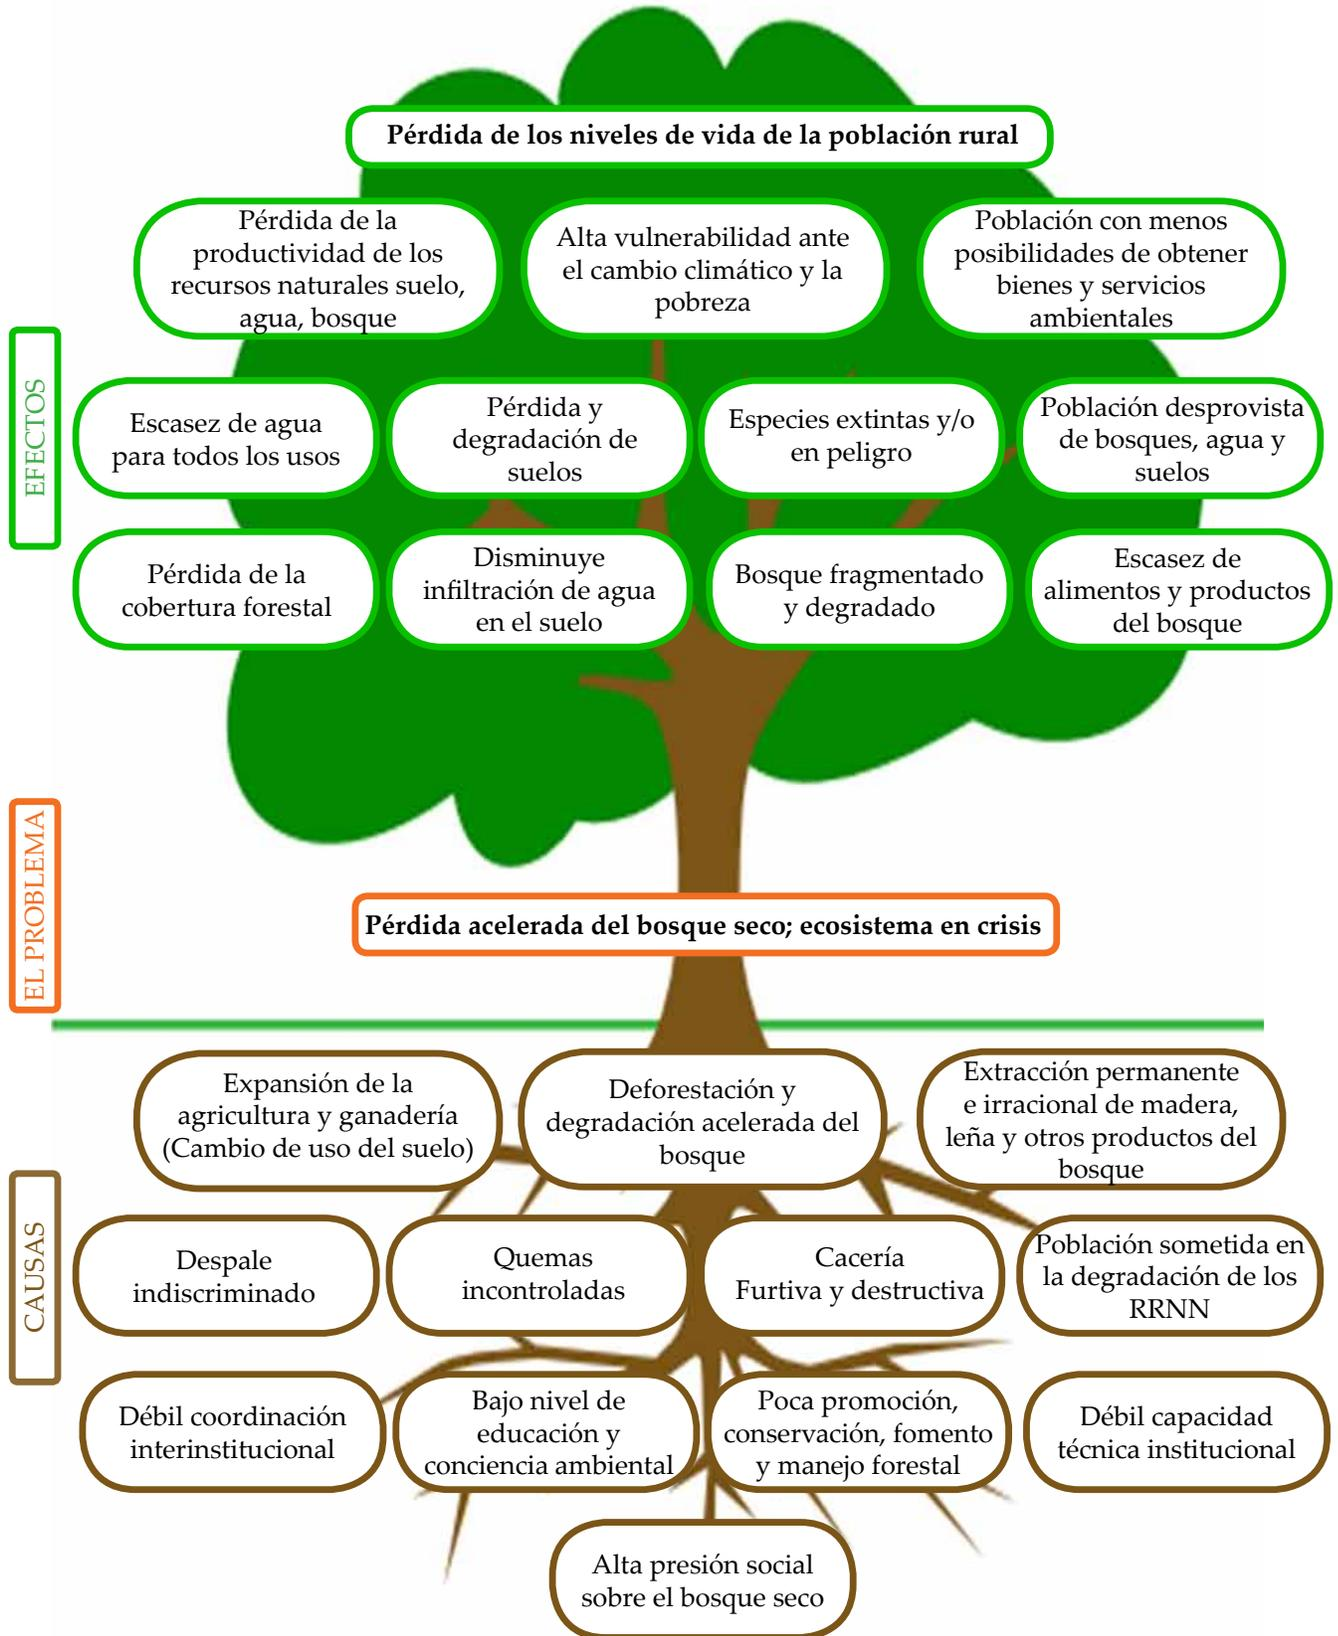 Pérdida de los niveles de vida de la población rural
Pérdida de la
productividad de los
recursos naturales suelo,
agua, bosque
Alta vulnerabilidad ante
el cambio climático y la
pobreza
Población con menos
posibilidades de obtener
bienes y servicios
ambientales
EFECTOS
Escasez de agua
para todos los usos
Pérdida y
degradación de
suelos
Especies extintas y/o
en peligro
Población desprovista
de bosques, agua y
suelos
Pérdida de la
cobertura forestal
Disminuye
infiltración de agua
en el suelo
Bosque fragmentado
y degradado
Escasez de
alimentos y productos
del bosque
EL PROBLEMA
Pérdida acelerada del bosque seco; ecosistema en crisis
Expansión de la
agricultura y ganadería
(Cambio de uso del suelo)
Deforestación y
degradación acelerada del
bosque
Extracción permanente
e irracional de madera,
leña y otros productos del
bosque
CAUSAS
Despale
indiscriminado
Quemas
incontroladas
Cacería
Furtiva y destructiva
Población sometida en
la degradación de los
RRNN
Débil coordinación
interinstitucional
Bajo nivel de
educación y
conciencia ambiental
Poca promoción,
conservación, fomento
y manejo forestal
Débil capacidad
técnica institucional
Alta presión social
sobre el bosque seco